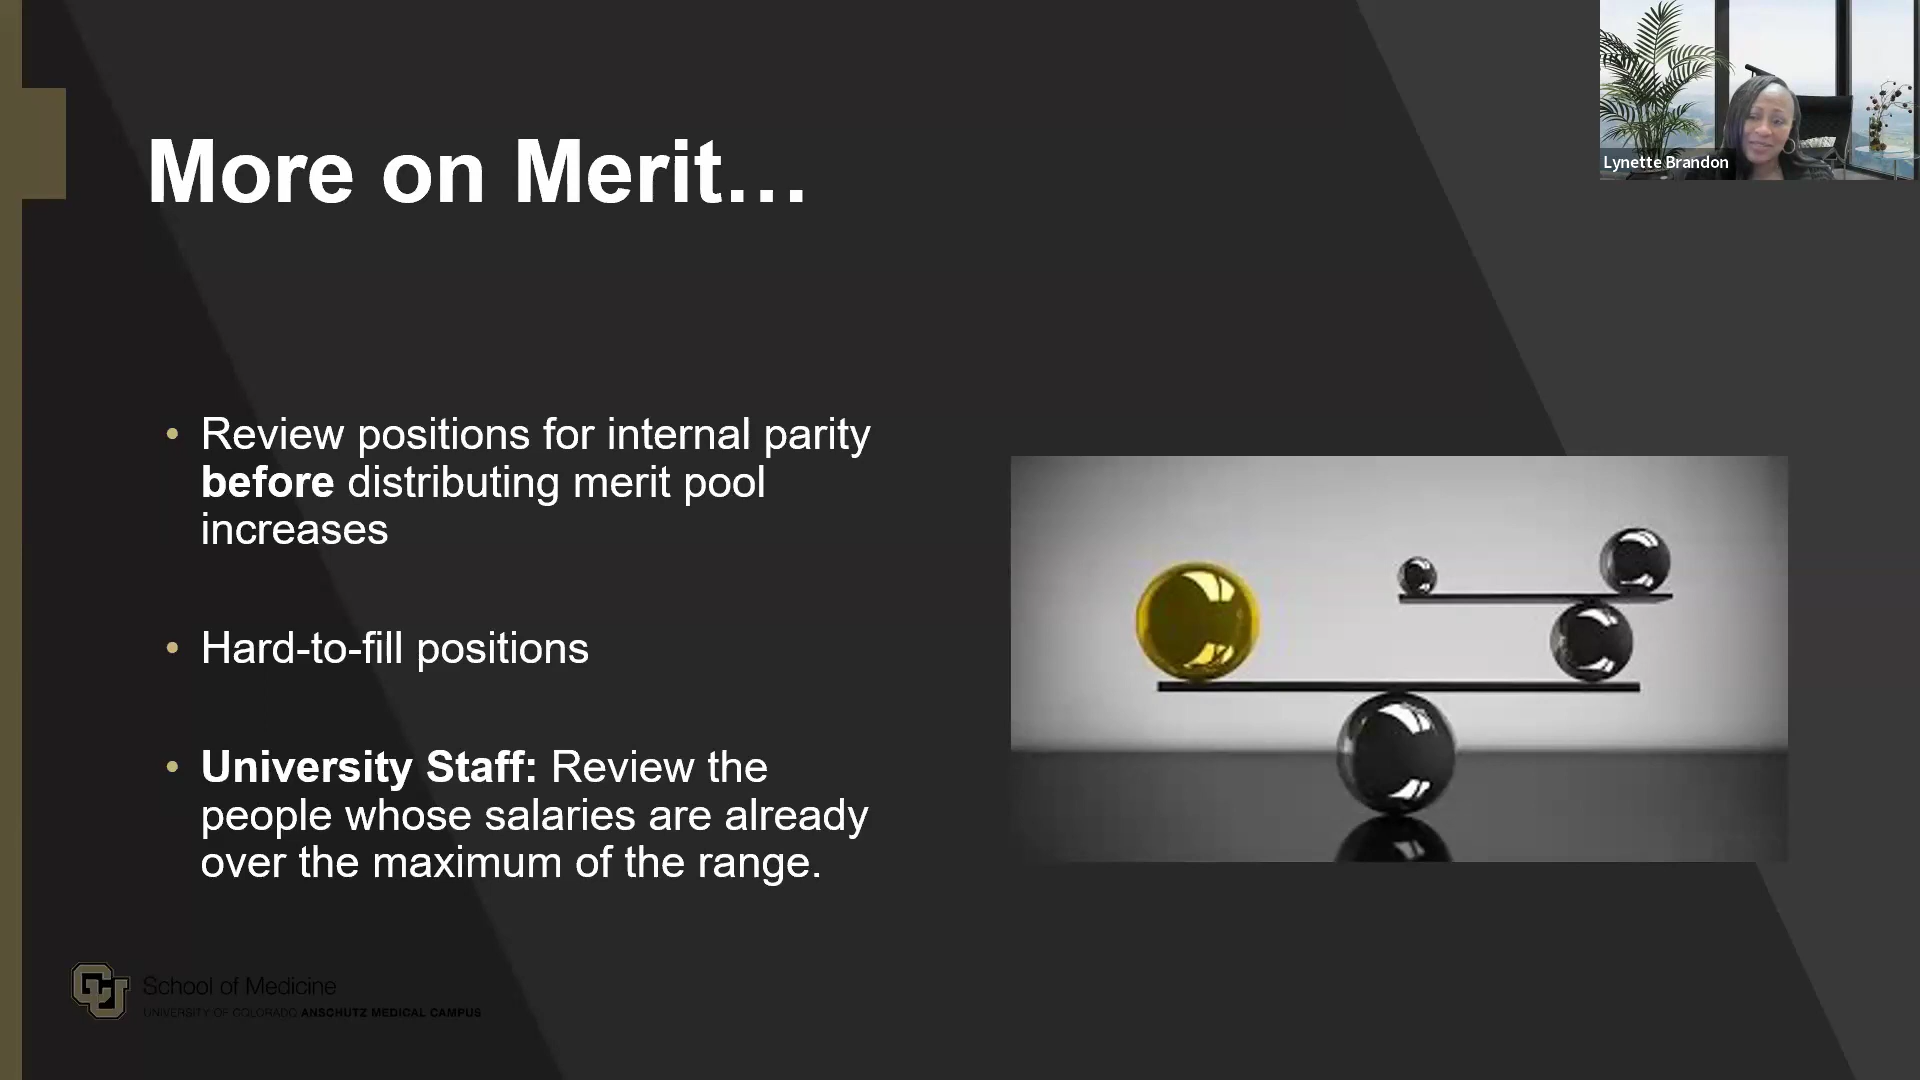 Lynette Brandon
More on Merit…
• Review positions for internal parity
before distributing merit pool
increases
• Hard-to-fill positions
• University Staff: Review the
people whose salaries are already
over the maximum of the range.
CU
School of Medicine
UNIVERSITY OF COLORADO ANSCHUTZ MEDICAL CAMPUS